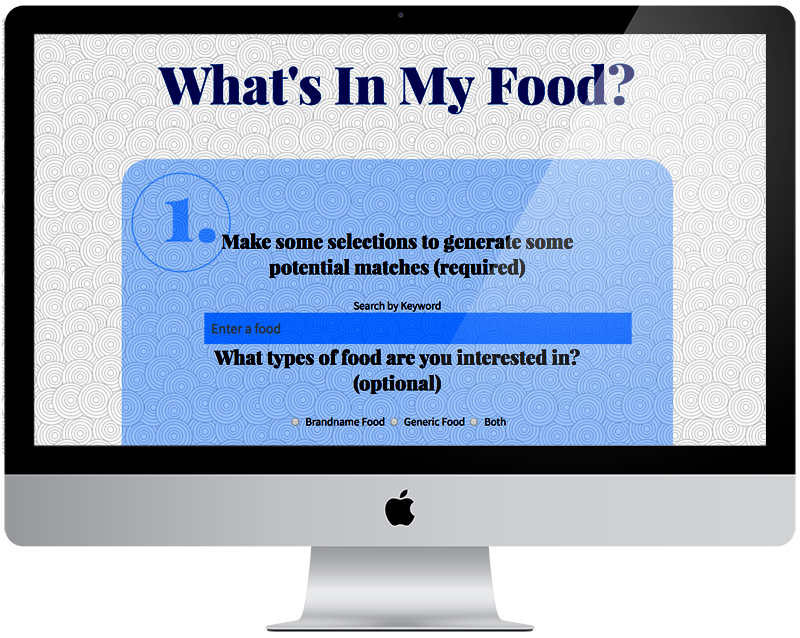 What's In My Food?
1.
Make some selections to generate some
potential matches (required)
Search by Keyword
Enter a food
What types of food are you interested in?
(optional)
Brandname Food Generic Food Both